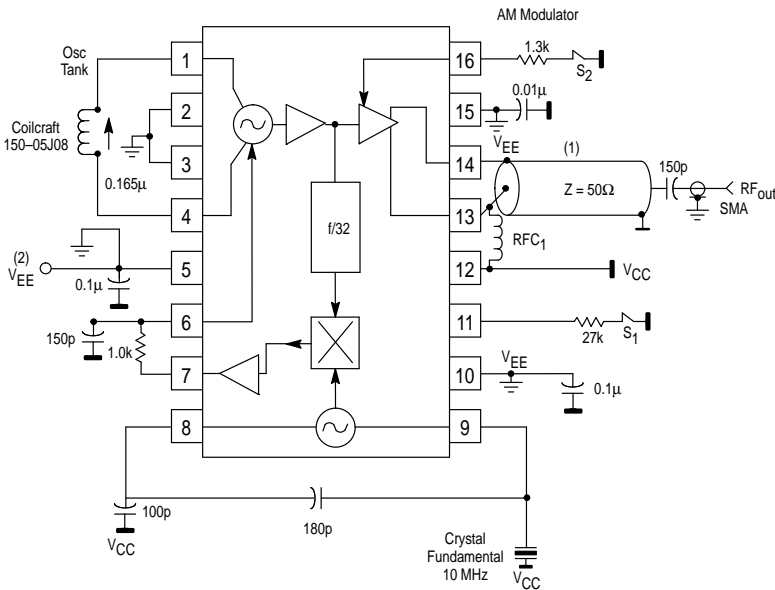 AM Modulator
Osc
Tank
1
16
1.3k
S2
Coilcraft
150–05J08
2
15
0.01µ
VEE
3
0.165µ
14
(1)
150p
Z = 50Ω
RFout
SMA
4
13
f/32
RFC1
(2)
VEE
5
12
VCC
0.1µ
6
11
S1
27k
150p
1.0k
7
10
VEE
0.1µ
8
9
100p
VCC
180p
Crystal
Fundamental
10 MHz
VCC